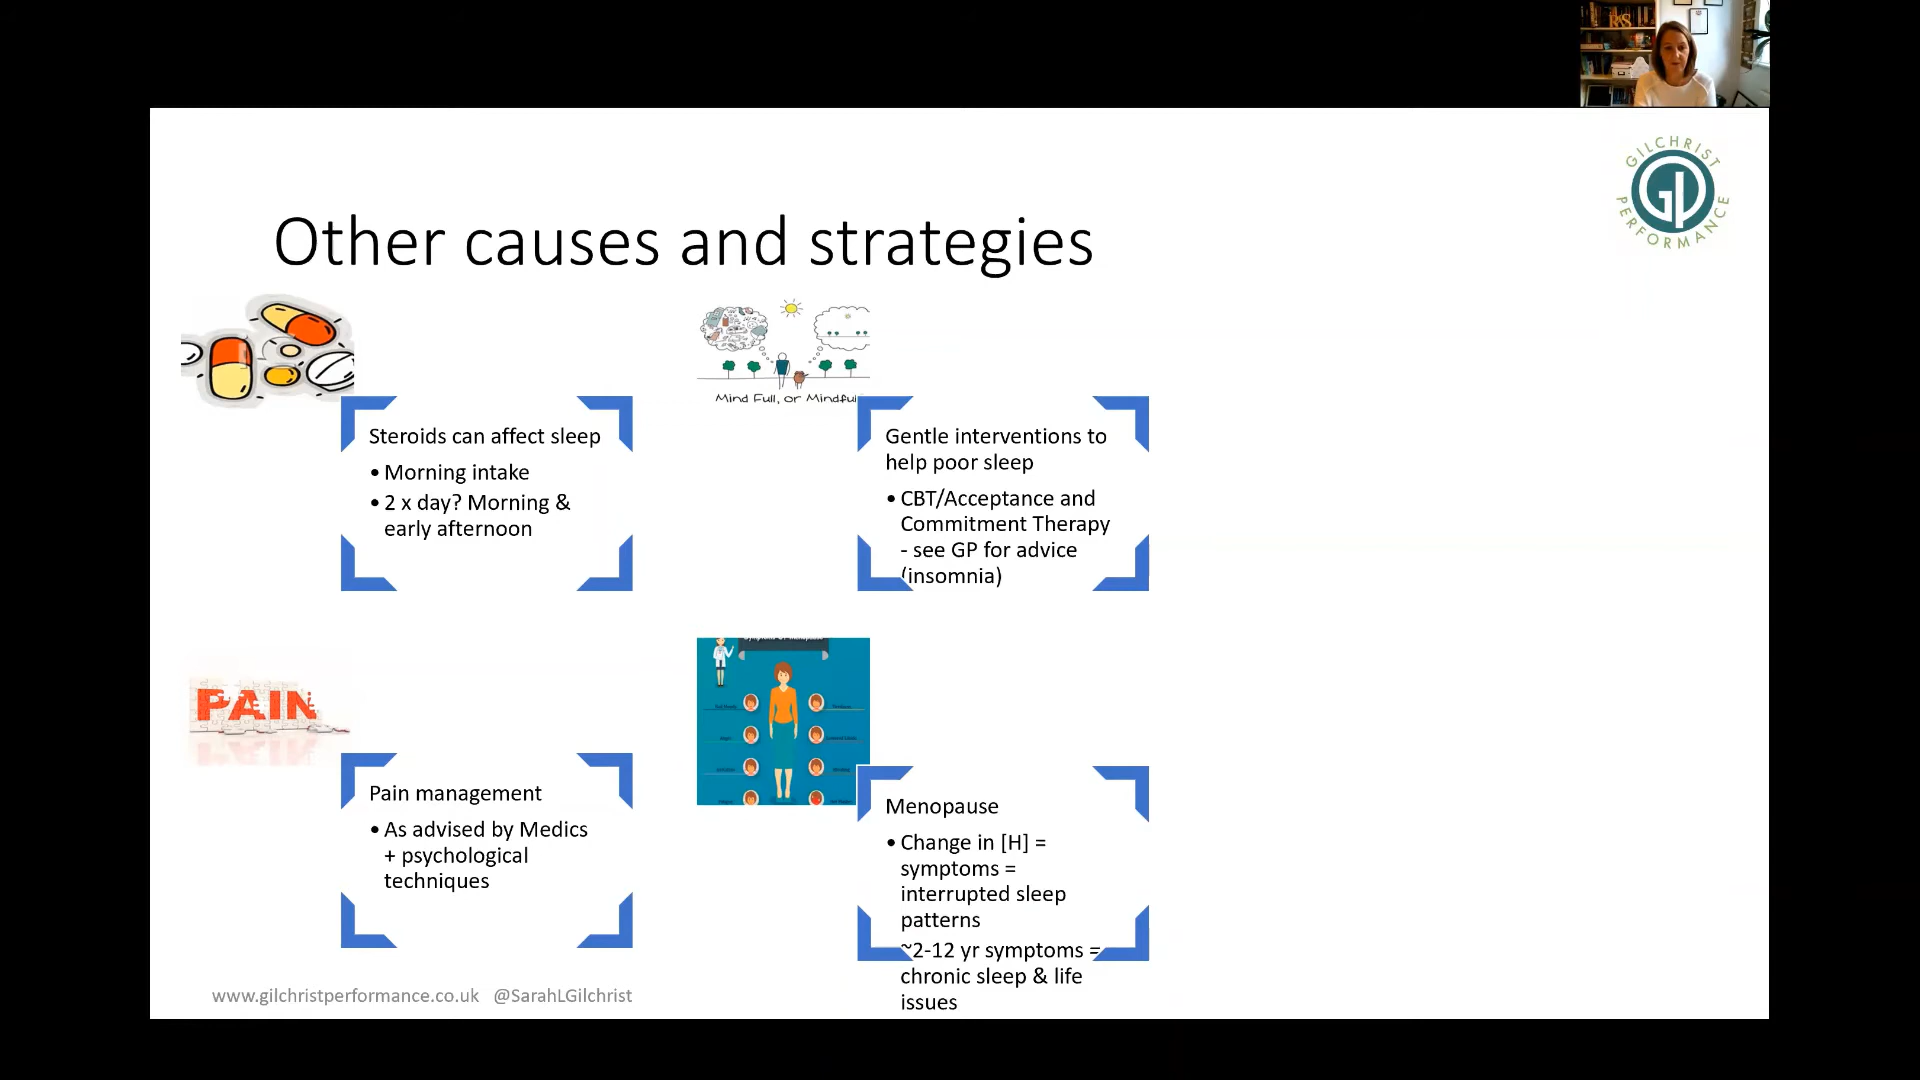 GILCHRIST
PERFORMANCE
Other causes and strategies
Mind Full, or Mindful
Steroids can affect sleep
• Morning intake
• 2 x day? Morning &
early afternoon
Gentle interventions to
help poor sleep
• CBT/Acceptance and
Commitment Therapy
- see GP for advice
(insomnia)
PAIN
Pain management
• As advised by Medics
+ psychological
techniques
Menopause
• Change in [H] =
symptoms =
interrupted sleep
patterns
~2-12 yr symptoms =
chronic sleep & life
issues
www.gilchristperformance.co.uk @SarahLGilchrist